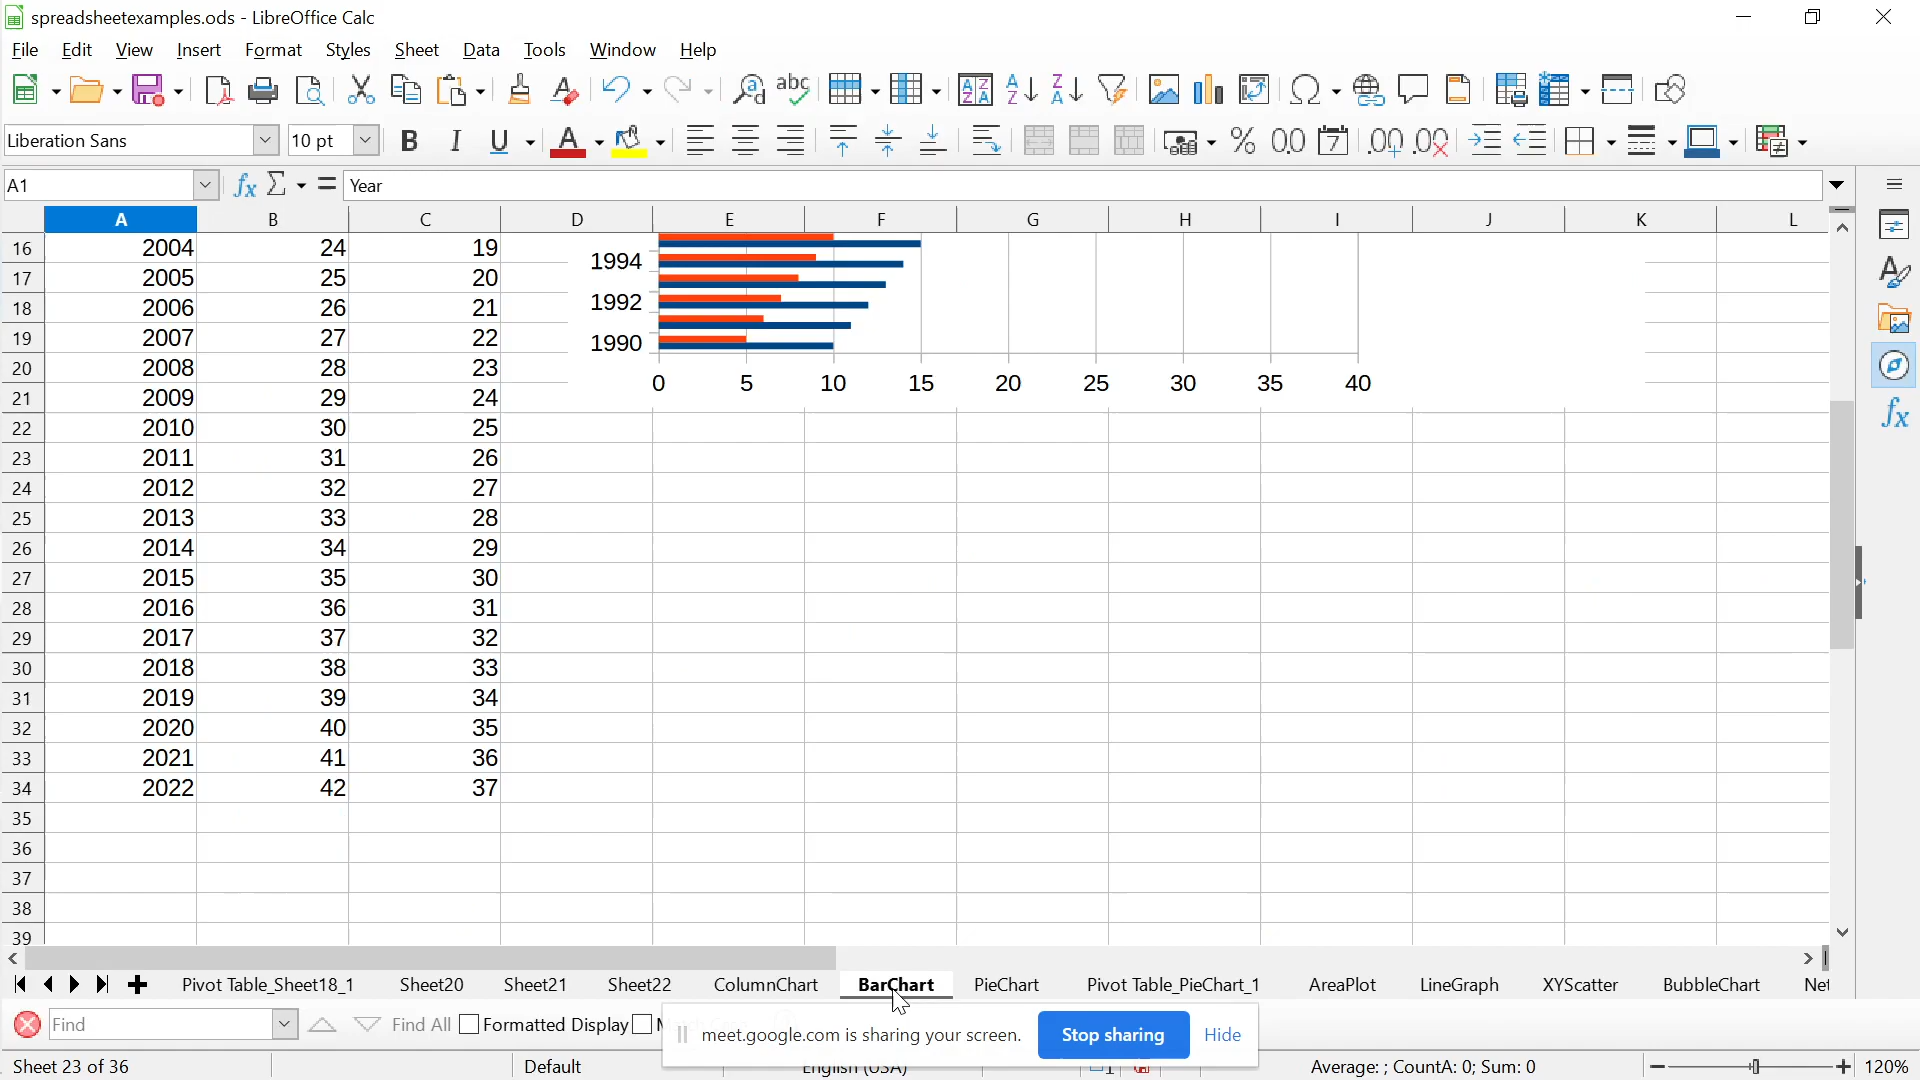 spreadsheetexamples.ods - LibreOffice Calc
File Edit View Insert Format Styles Sheet Data Tools Window Help
Liberation Sans 10 pt B I U A
A1 fx Σ = Year
A B C D E F G H I J K L
16 2004 24 19
17 2005 25 20
18 2006 26 21
19 2007 27 22
20 2008 28 23
21 2009 29 24
22 2010 30 25
23 2011 31 26
24 2012 32 27
25 2013 33 28
26 2014 34 29
27 2015 35 30
28 2016 36 31
29 2017 37 32
30 2018 38 33
31 2019 39 34
32 2020 40 35
33 2021 41 36
34 2022 42 37
35
36
37
38
39
1994
1992
1990
0 5 10 15 20 25 30 35 40
Pivot Table_Sheet18_1 Sheet20 Sheet21 Sheet22 ColumnChart BarChart PieChart Pivot Table_PieChart_1 AreaPlot LineGraph XYScatter BubbleChart Net
Find Find All Formatted Display
meet.google.com is sharing your screen. Stop sharing Hide
Sheet 23 of 36 Default English (USA) Average: ; CountA: 0; Sum: 0 120%